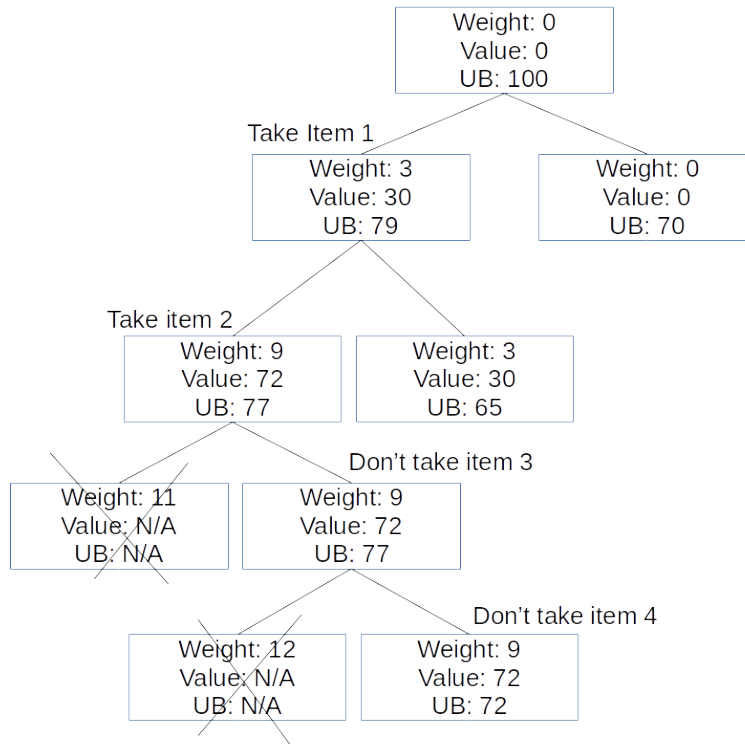 Weight: 0
Value: 0
UB: 100
Take Item 1
Weight: 3
Value: 30
UB: 79
Weight: 0
Value: 0
UB: 70
Take item 2
Weight: 9
Value: 72
UB: 77
Weight: 3
Value: 30
UB: 65
Don't take item 3
Weight: 11
Value: N/A
UB: N/A
Weight: 9
Value: 72
UB: 77
Don't take item 4
Weight: 12
Value: N/A
UB: N/A
Weight: 9
Value: 72
UB: 72